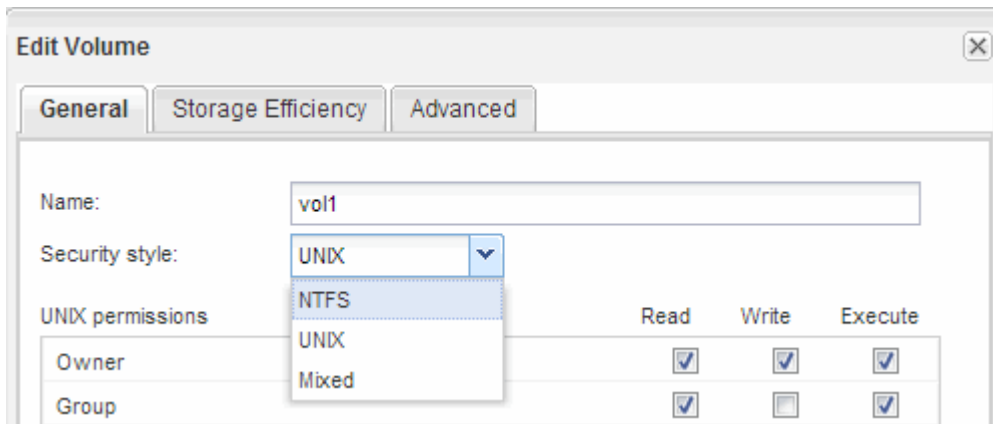 Edit Volume
General Storage Efficiency Advanced
Name: vol1
Security style: UNIX
NTFS
UNIX permissions Read Write Execute
UNIX
Owner
Mixed
Group